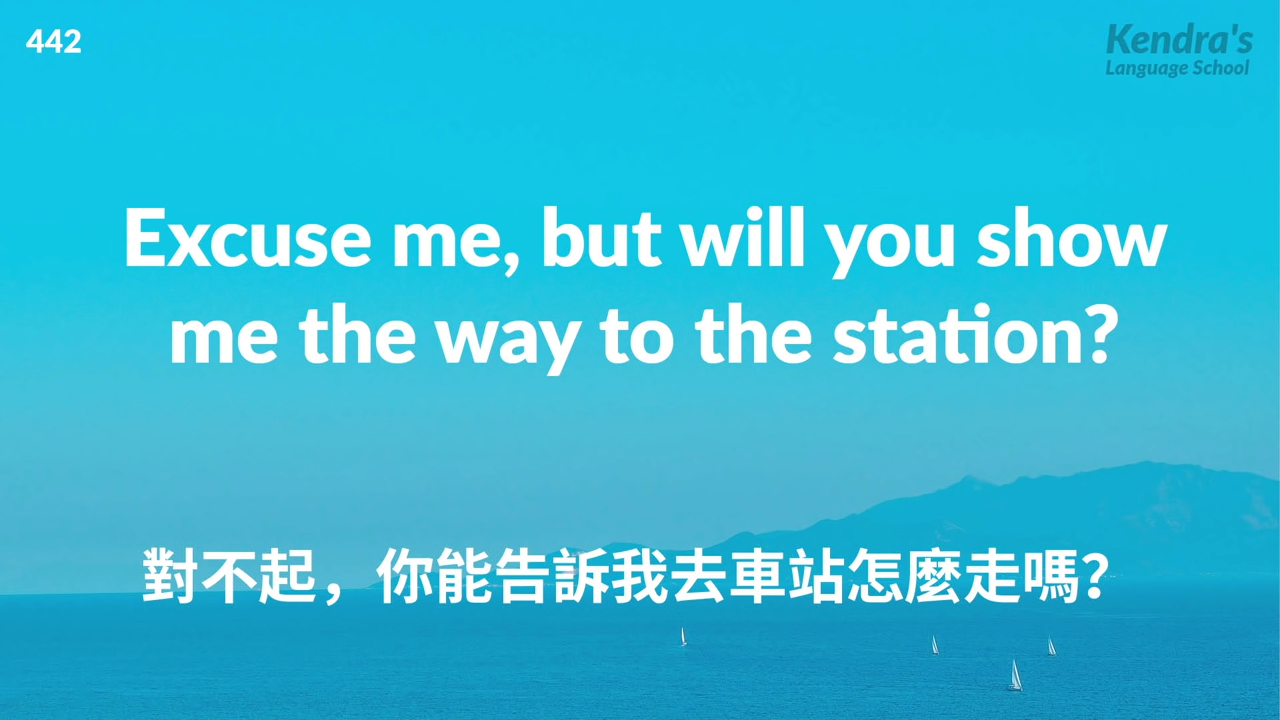 442
Kendra's
Language School
Excuse me, but will you show
me the way to the station?
對不起，你能告訴我去車站怎麼走嗎？